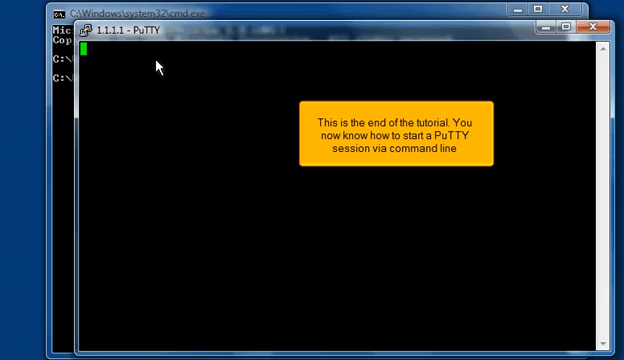 C:\Windows\system32\cmd.exe
1.1.1.1 - PuTTY
Mic
Cop
C:\
C:\
This is the end of the tutorial. You
now know how to start a PuTTY
session via command line